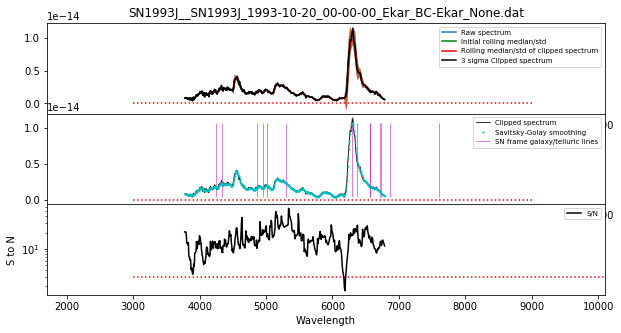 SN1993J__SN1993J_1993-10-20_00-00-00_Ekar_BC-Ekar_None.dat
1e−14
1.0
0.5
0.0
Raw spectrum
Initial rolling median/std
Rolling median/std of clipped spectrum
3 sigma Clipped spectrum
1e−14
1.0
0.5
0.0
Clipped spectrum
Savitsky-Golay smoothing
SN frame galaxy/telluric lines
S to N
10¹
S/N
2000 3000 4000 5000 6000 7000 8000 9000 10000
Wavelength